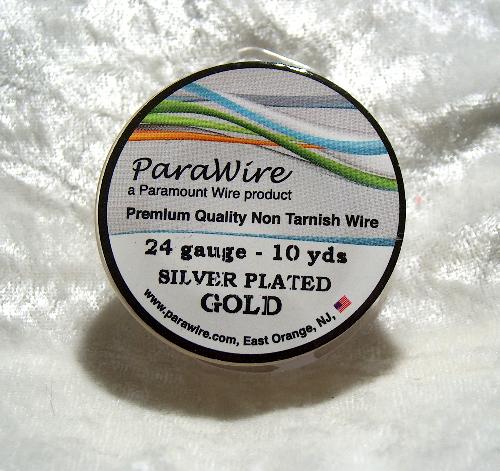 ParaWire
a Paramount Wire product
Premium Quality Non Tarnish Wire
24 gauge - 10 yds
SILVER PLATED
GOLD
www.parawire.com, East Orange, NJ,